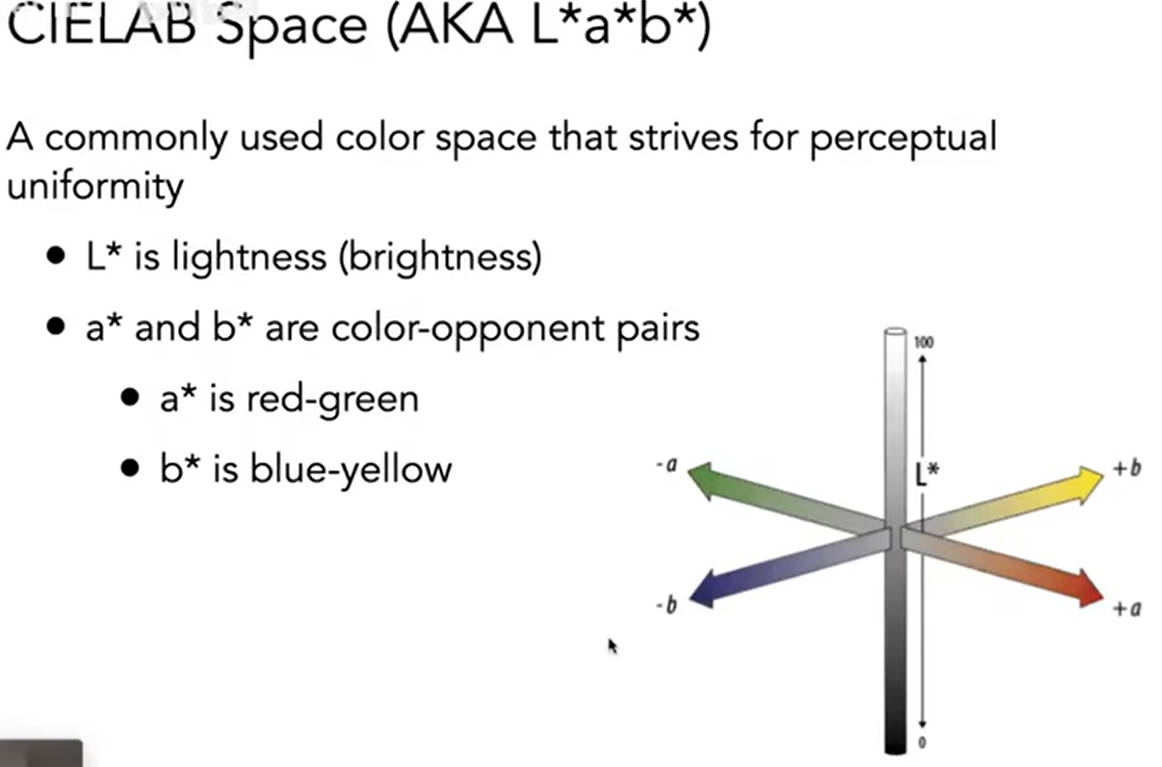 CIELAB Space (AKA L*a*b*)
A commonly used color space that strives for perceptual
uniformity
• L* is lightness (brightness)
• a* and b* are color-opponent pairs
• a* is red-green
• b* is blue-yellow
100
L*
-a
+b
-b
+a
0